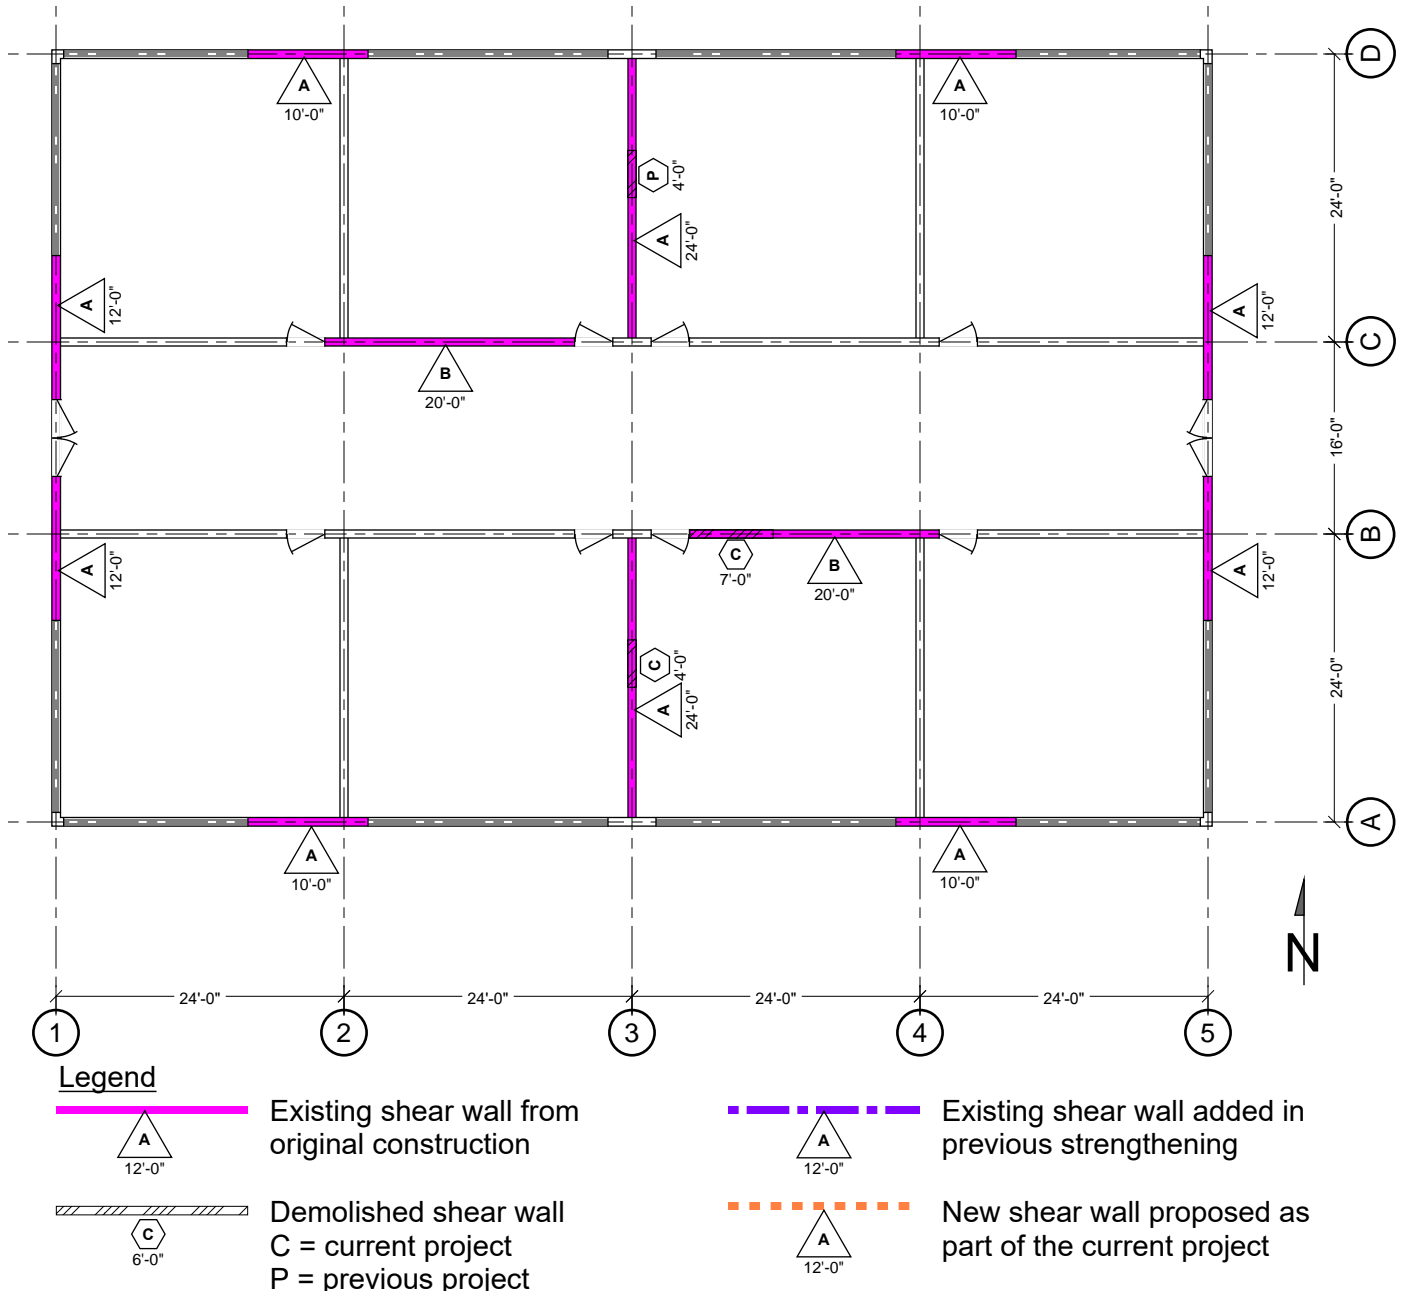 D
A
10'-0"
A
10'-0"
P
4'-0"
24'-0"
A
24'-0"
A
12'-0"
A
12'-0"
C
B
20'-0"
16'-0"
B
C
7'-0"
B
20'-0"
A
12'-0"
A
12'-0"
C
4'-0"
A
24'-0"
24'-0"
A
A
10'-0"
A
10'-0"
N
24'-0" 24'-0" 24'-0" 24'-0"
1 2 3 4 5
Legend
A
12'-0"
Existing shear wall from
original construction
A
12'-0"
Existing shear wall added in
previous strengthening
C
6'-0"
Demolished shear wall
C = current project
P = previous project
A
12'-0"
New shear wall proposed as
part of the current project